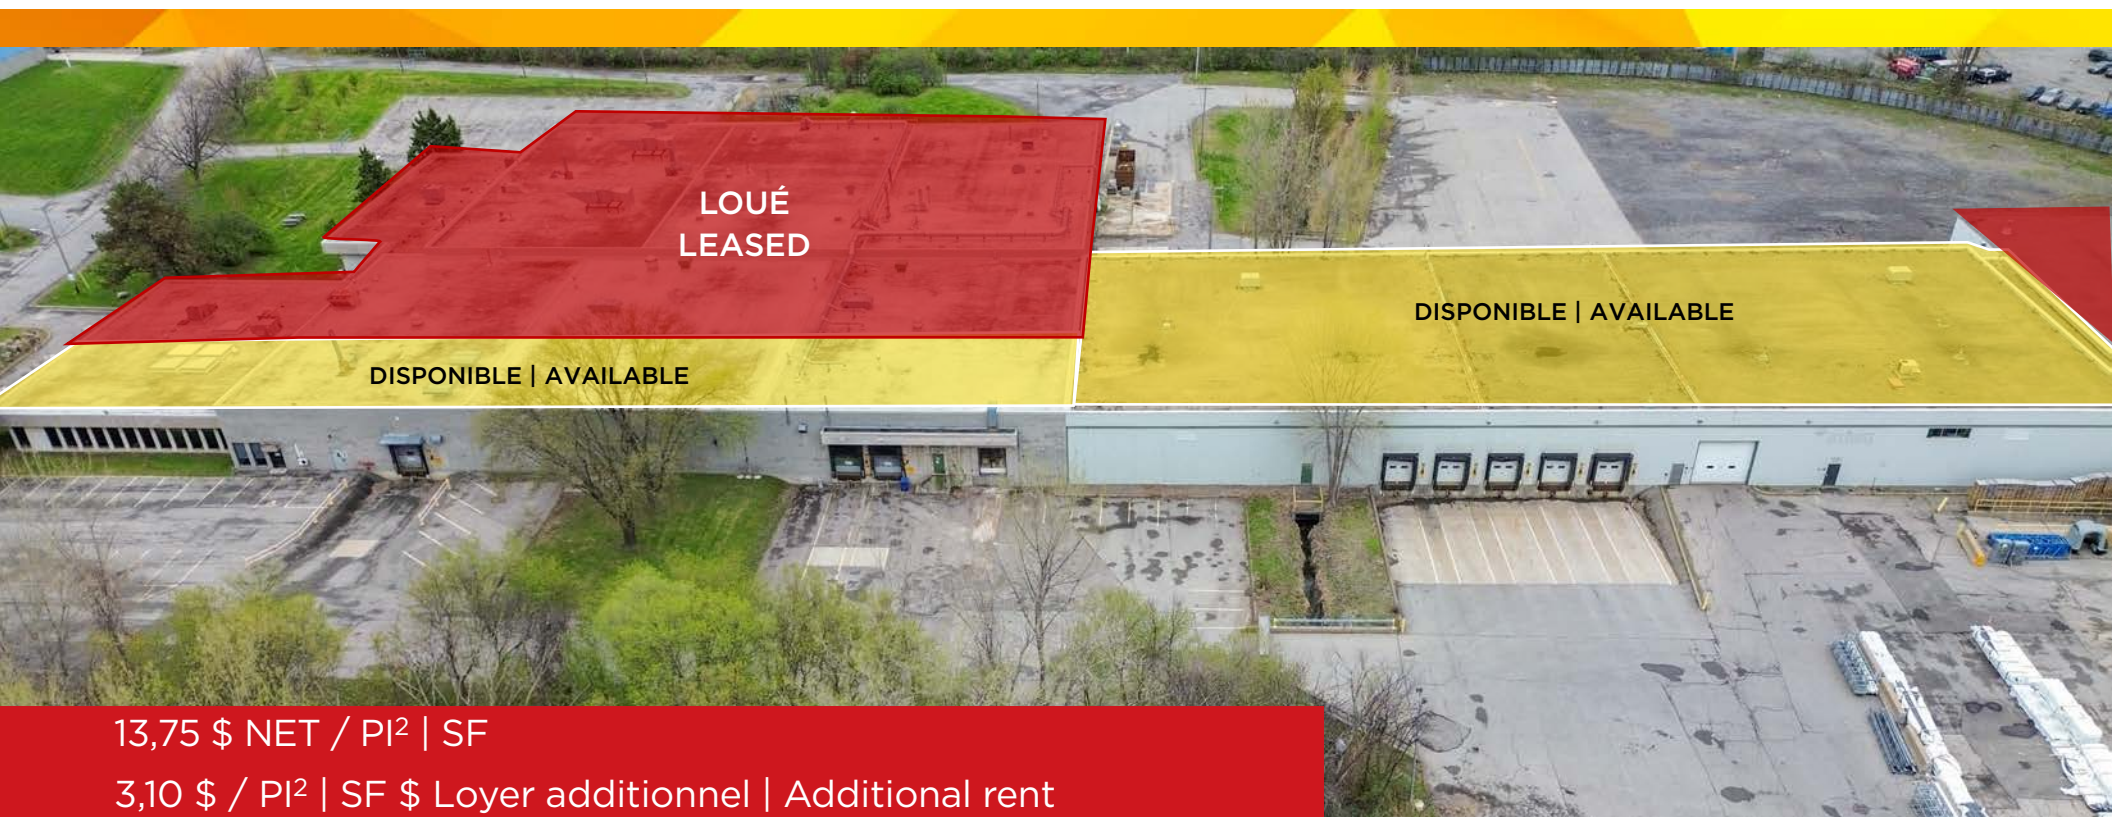 LOUÉ
LEASED
DISPONIBLE | AVAILABLE
DISPONIBLE | AVAILABLE
13,75 $ NET / PI² | SF
3,10 $ / PI² | SF $ Loyer additionnel | Additional rent